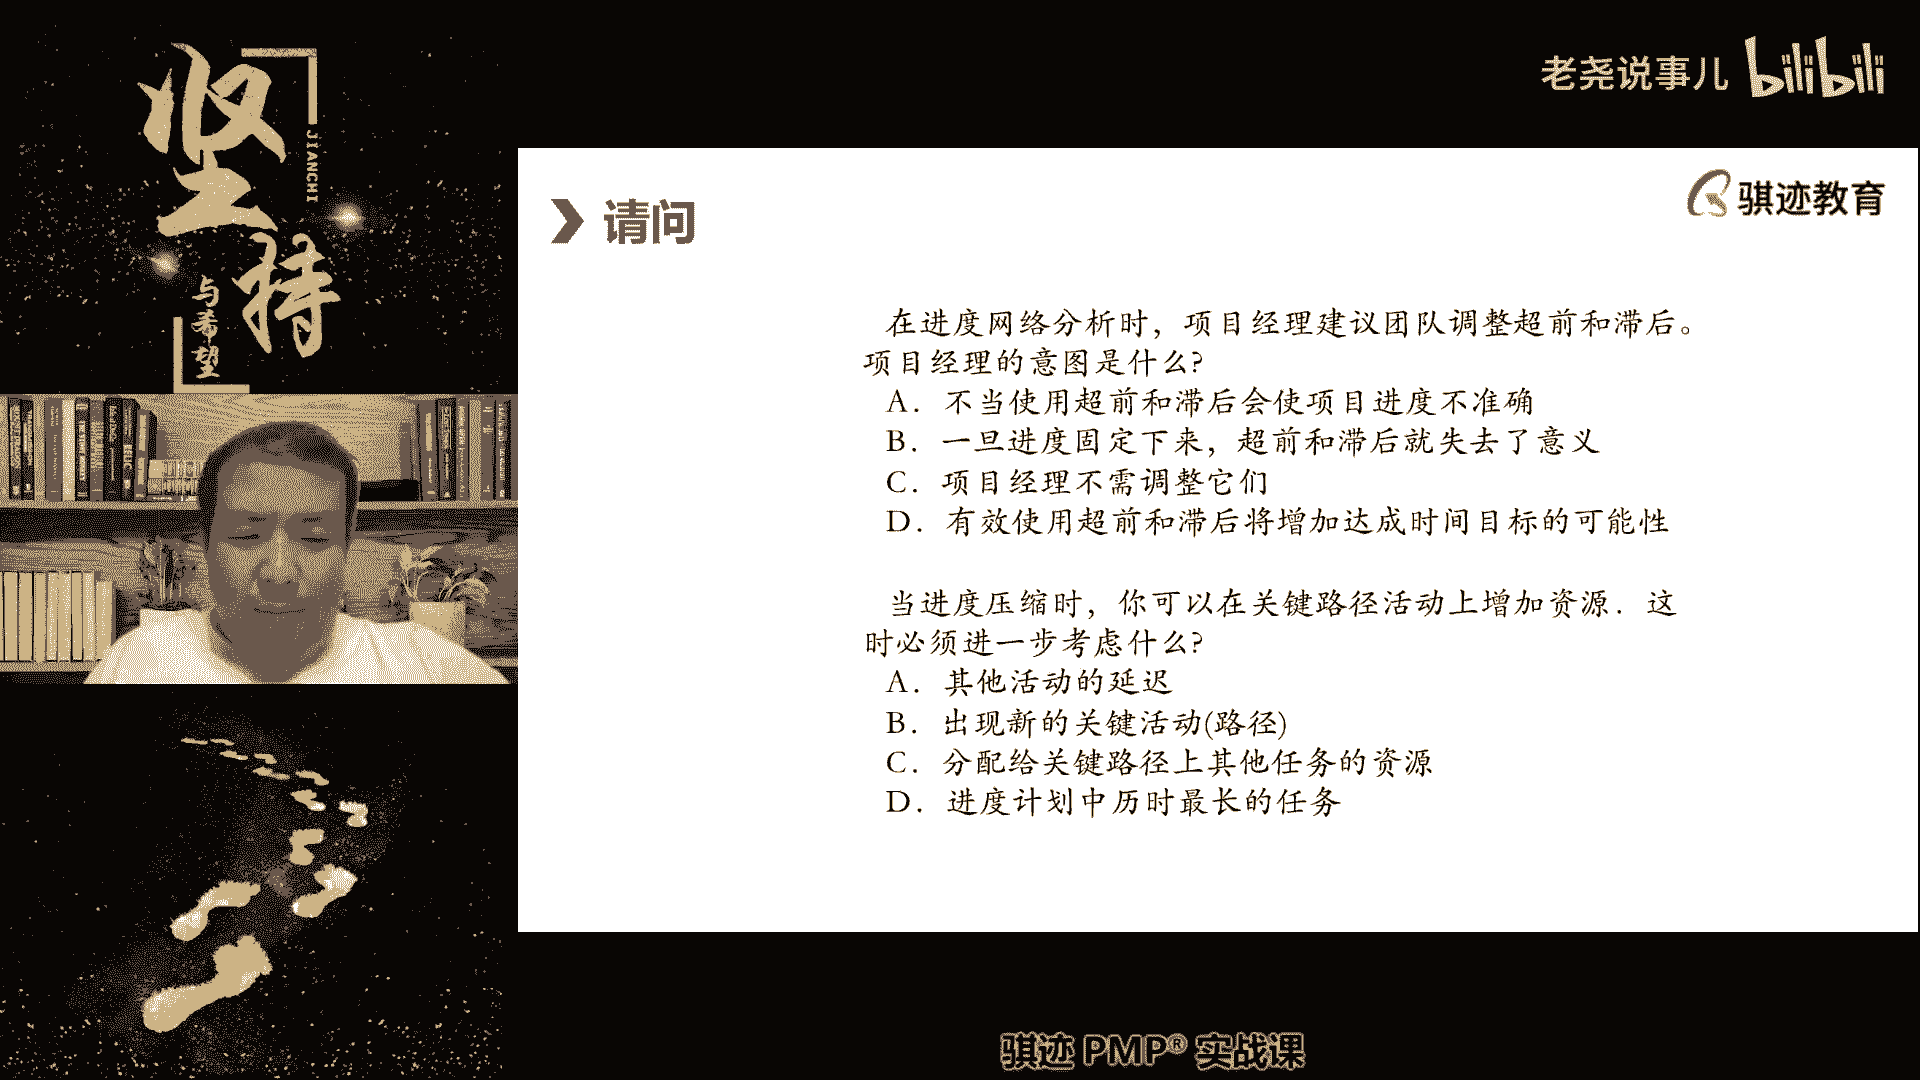 坚持
JIANCHI
与希望
老尧说事儿 bilibili
骐迹教育
请问
在进度网络分析时，项目经理建议团队调整超前和滞后。
项目经理的意图是什么?
A．不当使用超前和滞后会使项目进度不准确
B．一旦进度固定下来，超前和滞后就失去了意义
C．项目经理不需调整它们
D．有效使用超前和滞后将增加达成时间目标的可能性
当进度压缩时，你可以在关键路径活动上增加资源．这
时必须进一步考虑什么?
A．其他活动的延迟
B．出现新的关键活动(路径)
C．分配给关键路径上其他任务的资源
D．进度计划中历时最长的任务
骐迹 PMP® 实战课